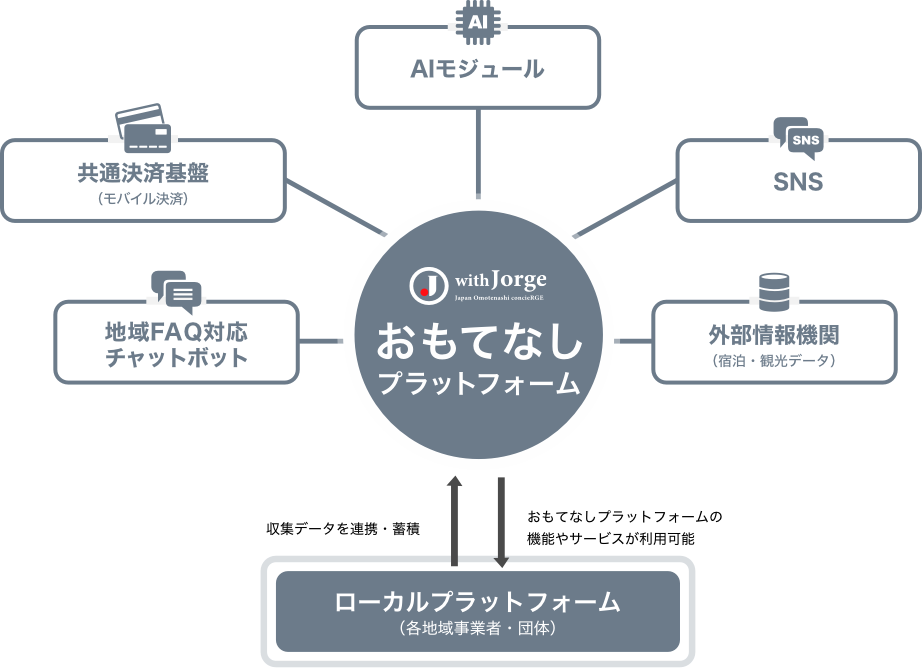 AI
AIモジュール
共通決済基盤
（モバイル決済）
SNS
SNS
地域FAQ対応
チャットボット
J with Jorge
Japan Omotenashi concieRGE
おもてなし
プラットフォーム
外部情報機関
（宿泊・観光データ）
収集データを連携・蓄積
おもてなしプラットフォームの
機能やサービスが利用可能
ローカルプラットフォーム
（各地域事業者・団体）